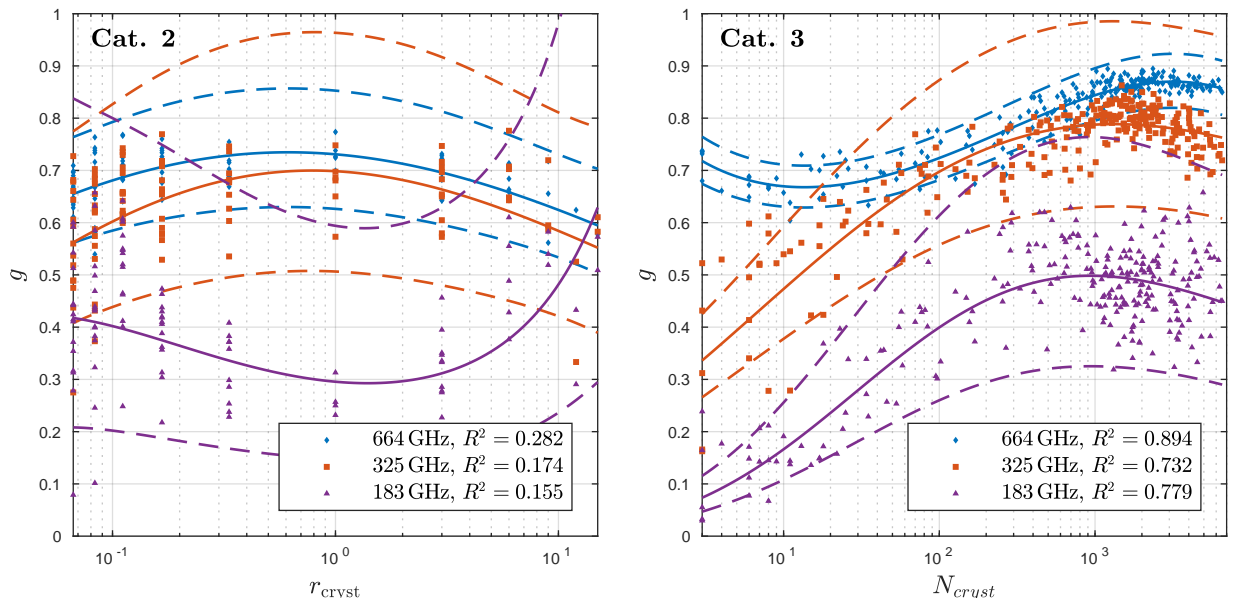 Cat. 2
1
0.9
0.8
0.7
0.6
0.5
0.4
0.3
0.2
0.1
0
g
664 GHz, R² = 0.282
325 GHz, R² = 0.174
183 GHz, R² = 0.155
10⁻¹ 10⁰ 10¹
r_cryst
Cat. 3
1
0.9
0.8
0.7
0.6
0.5
0.4
0.3
0.2
0.1
0
g
664 GHz, R² = 0.894
325 GHz, R² = 0.732
183 GHz, R² = 0.779
10¹ 10² 10³
N_cryst